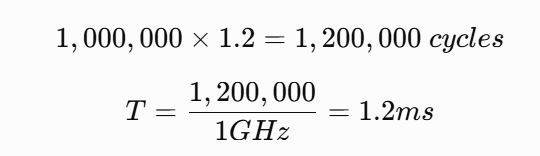 1,000,000 × 1.2 = 1,200,000 cycles
T = 1,200,000 / 1GHz = 1.2ms